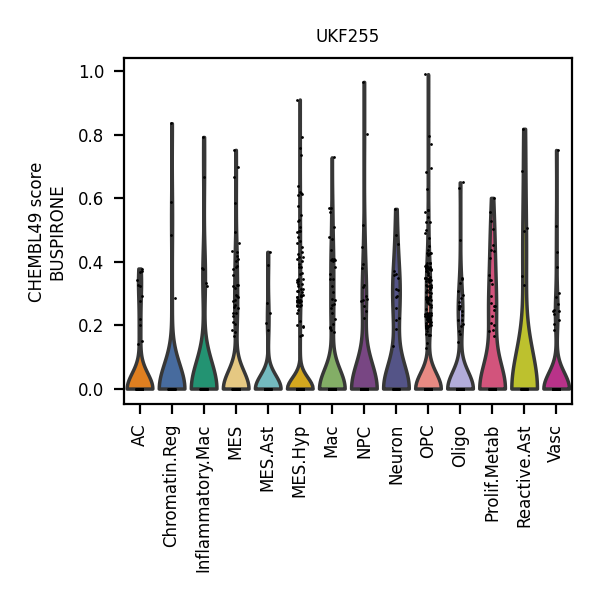 UKF255
CHEMBL49 score
BUSPIRONE
1.0
0.8
0.6
0.4
0.2
0.0
AC
Chromatin.Reg
Inflammatory.Mac
MES
MES.Ast
MES.Hyp
Mac
NPC
Neuron
OPC
Oligo
Prolif.Metab
Reactive.Ast
Vasc